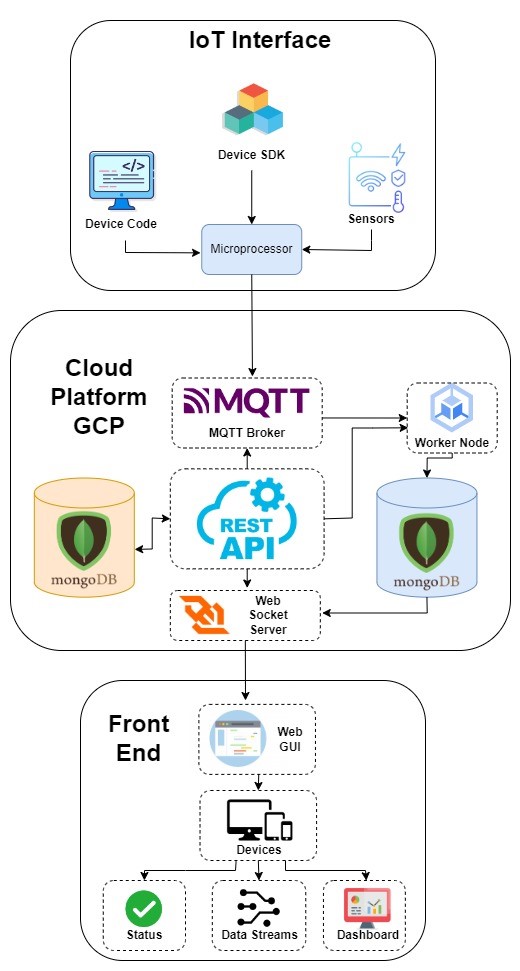 IoT Interface
Device SDK
</>
Device Code
Sensors
Microprocessor
Cloud
Platform
GCP
MQTT
MQTT Broker
Worker Node
REST
API
mongoDB
mongoDB
Web
Socket
Server
Front
End
Web
GUI
Devices
Status
Data Streams
Dashboard